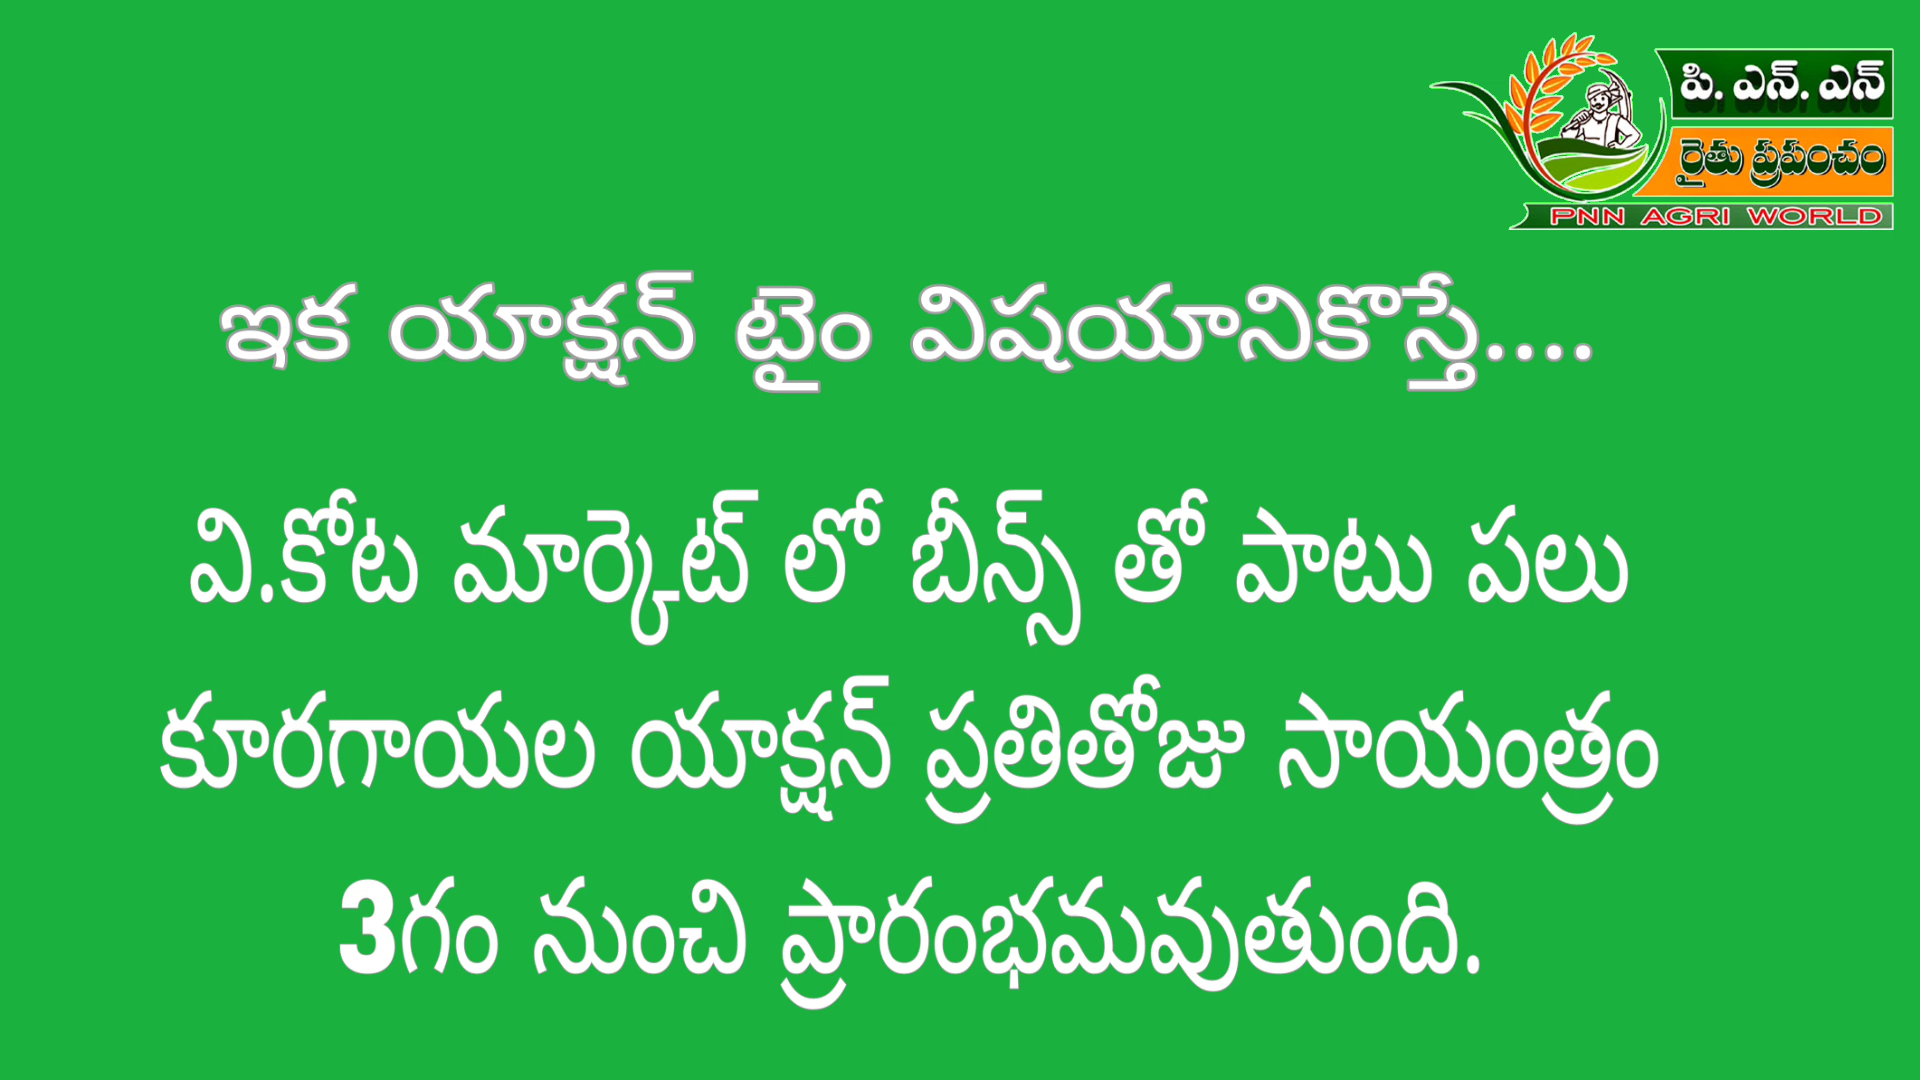 పి. ఎన్. ఎన్
రైతు ప్రపంచం
PNN AGRI WORLD
ఇక యాక్షన్ టైం విషయానికొస్తే....
వి.కోట మార్కెట్ లో బీన్స్ తో పాటు పలు
కూరగాయల యాక్షన్ ప్రతితోజు సాయంత్రం
3గం నుంచి ప్రారంభమవుతుంది.